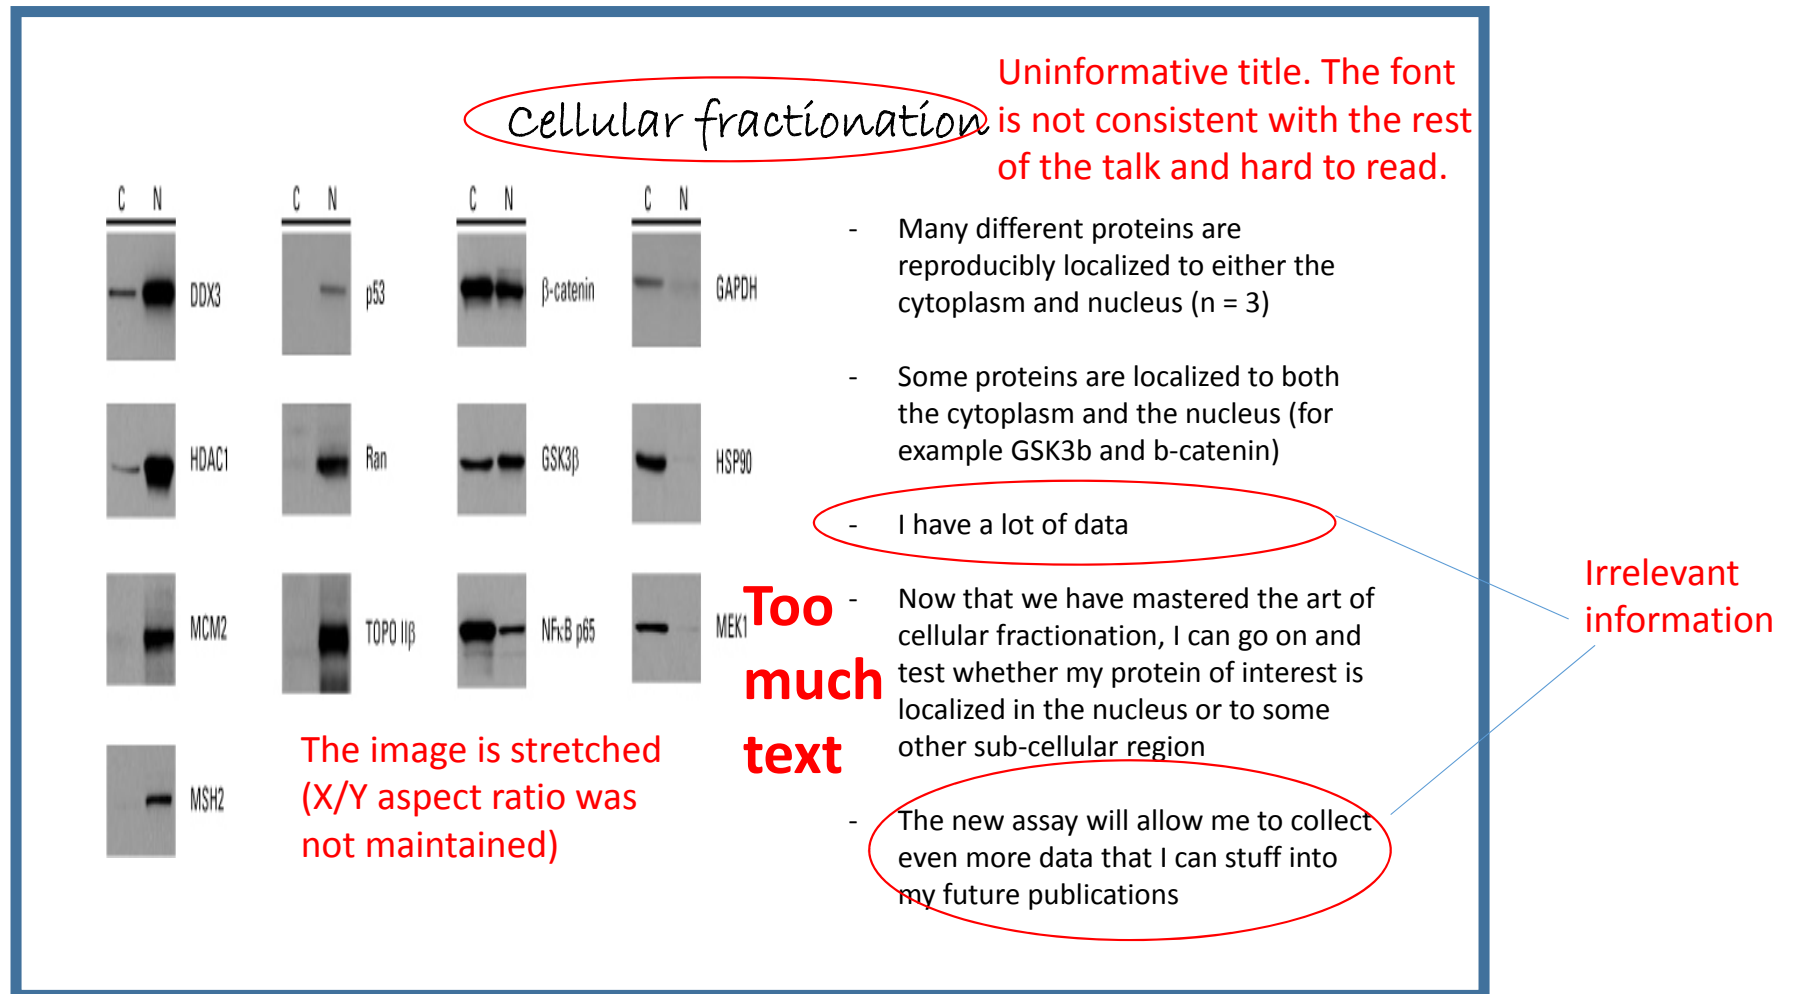 Cellular fractionation
Uninformative title. The font
is not consistent with the rest
of the talk and hard to read.
C N
C N
C N
C N
DDX3
p53
β-catenin
GAPDH
HDAC1
Ran
GSK3β
HSP90
MCM2
TOPO IIβ
NFκB p65
MEK1
MSH2
The image is stretched
(X/Y aspect ratio was
not maintained)
Too
much
text
- Many different proteins are
reproducibly localized to either the
cytoplasm and nucleus (n = 3)
- Some proteins are localized to both
the cytoplasm and the nucleus (for
example GSK3b and b-catenin)
- I have a lot of data
- Now that we have mastered the art of
cellular fractionation, I can go on and
test whether my protein of interest is
localized in the nucleus or to some
other sub-cellular region
- The new assay will allow me to collect
even more data that I can stuff into
my future publications
Irrelevant
information